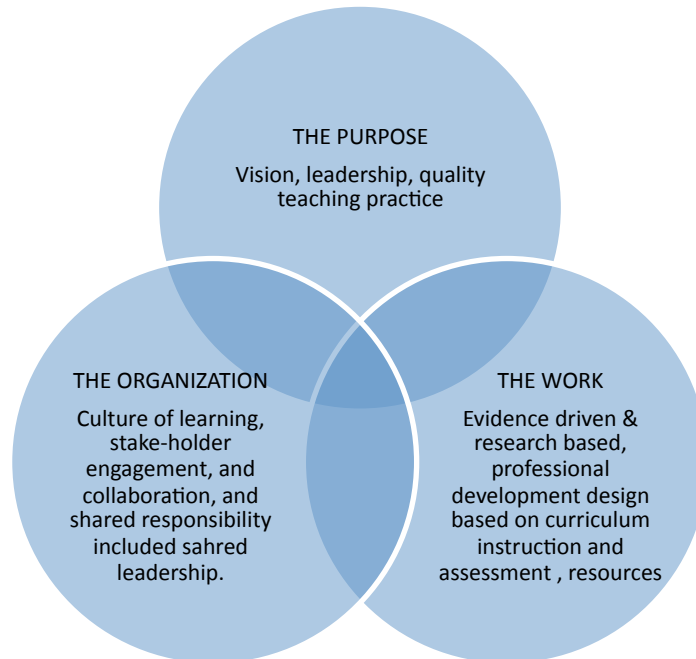 THE PURPOSE
Vision, leadership, quality
teaching practice
THE ORGANIZATION
Culture of learning,
stake-holder
engagement, and
collaboration, and
shared responsibility
included sahred
leadership.
THE WORK
Evidence driven &
research based,
professional
development design
based on curriculum
instruction and
assessment , resources